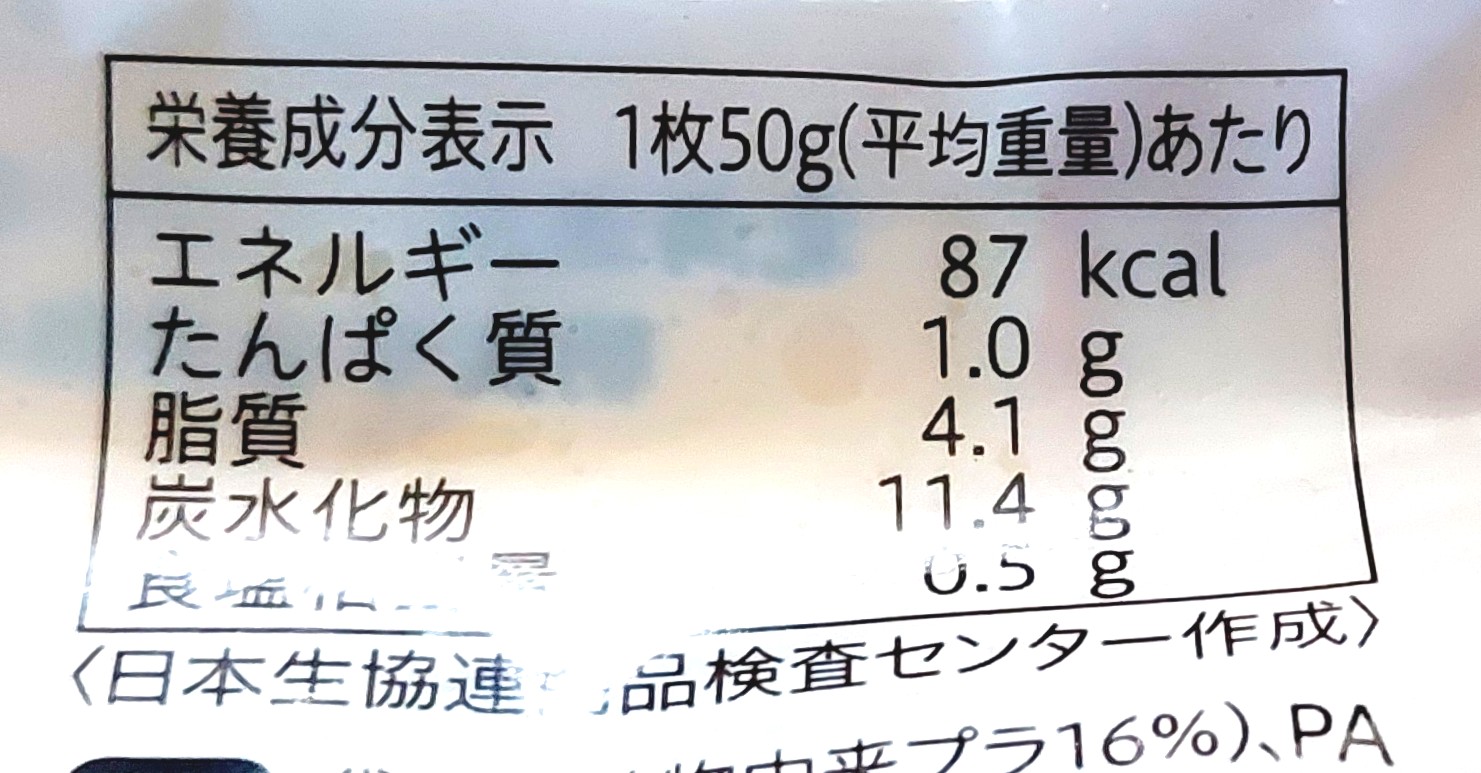 栄養成分表示 1枚50g(平均重量)あたり
エネルギー 87 kcal
たんぱく質 1.0 g
脂質 4.1 g
炭水化物 11.4 g
0.5 g
〈日本生協連 品検査センター作成〉
プラ16%)、PA